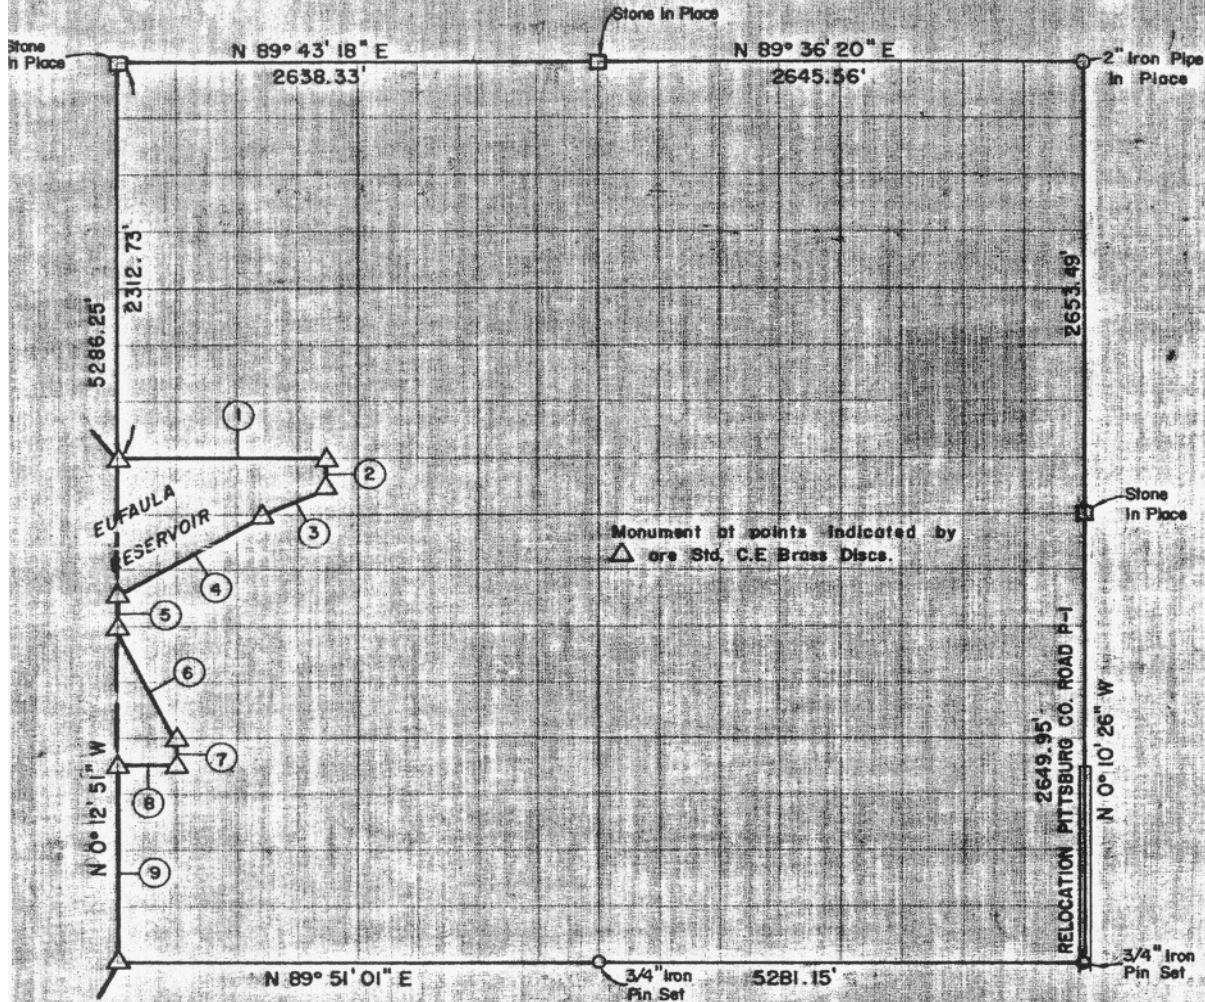 Stone In Place
Stone
In Place
N 89° 43' 18" E
2638.33'
N 89° 36' 20" E
2645.56'
2" Iron Pipe
In Place
5286.25'
2312.73'
2653.49'
1
2
EUFAULA
RESERVOIR
3
4
Monument at points indicated by
△ are Std. C.E. Brass Discs.
Stone
In Place
5
6
7
8
9
N 0° 12' 51" W
2649.95'
RELOCATION PITTSBURG CO. ROAD P-1
N 0° 10' 26" W
N 89° 51' 01" E
3/4" Iron
Pin Set
5281.15'
3/4" Iron
Pin Set